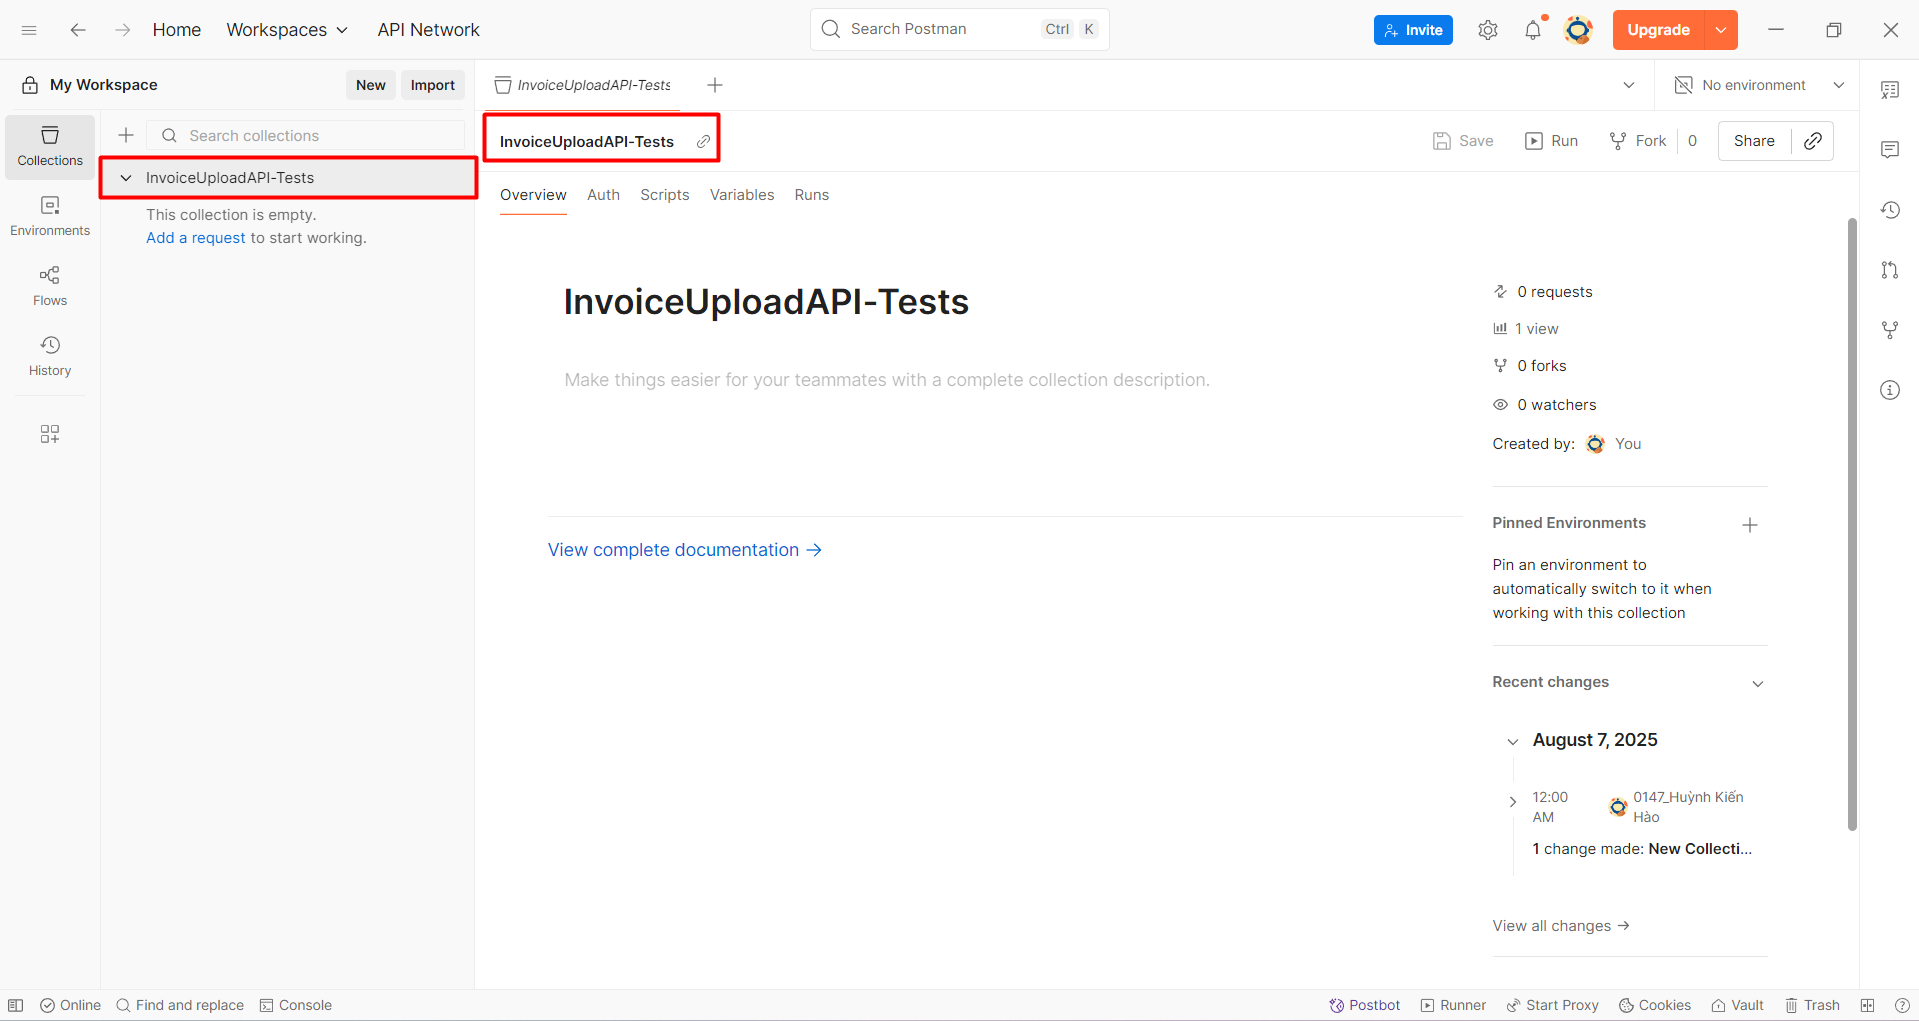 Home Workspaces API Network Search Postman Ctrl K Invite Upgrade
My Workspace New Import InvoiceUploadAPI-Tests No environment
Collections
Search collections
InvoiceUploadAPI-Tests
This collection is empty.
Add a request to start working.
Environments
Flows
History
InvoiceUploadAPI-Tests Save Run Fork 0 Share
Overview Auth Scripts Variables Runs
InvoiceUploadAPI-Tests
Make things easier for your teammates with a complete collection description.
View complete documentation →
0 requests
1 view
0 forks
0 watchers
Created by: You
Pinned Environments
Pin an environment to
automatically switch to it when
working with this collection
Recent changes
August 7, 2025
12:00
AM
0147_Huỳnh Kiến
Hào
1 change made: New Collecti...
View all changes →
Online Find and replace Console Postbot Runner Start Proxy Cookies Vault Trash